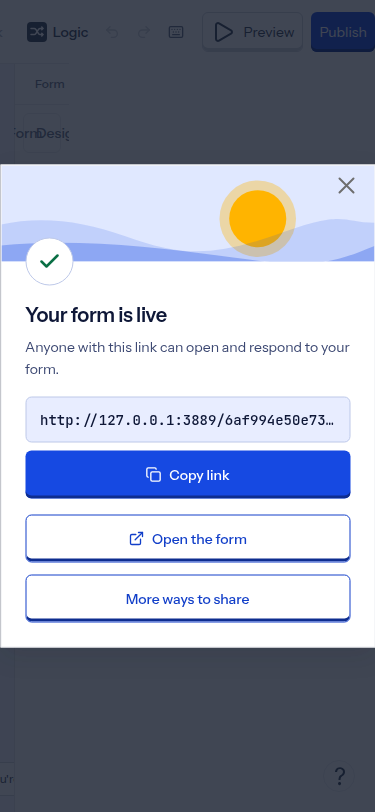 Logic
Preview
Publish
Form
Form
Your form is live
Anyone with this link can open and respond to your
form.
http://127.0.0.1:3889/6af994e50e73…
Copy link
Open the form
More ways to share
?